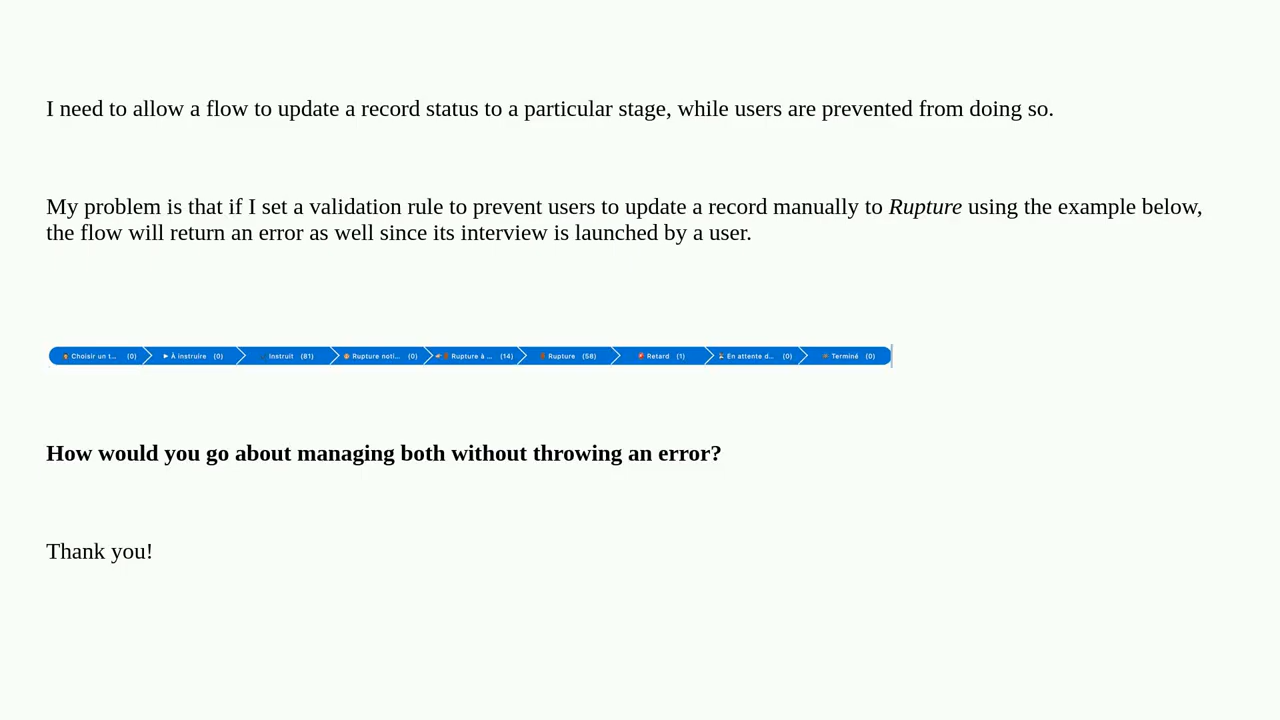 I need to allow a flow to update a record status to a particular stage, while users are prevented from doing so.
My problem is that if I set a validation rule to prevent users to update a record manually to Rupture using the example below,
the flow will return an error as well since its interview is launched by a user.
Choisir un t... (0) À instruire (0) Instruit (81) Rupture noti... (0) Rupture à ... (14) Rupture (58) Retard (1) En attente d... (0) Terminé (0)
How would you go about managing both without throwing an error?
Thank you!